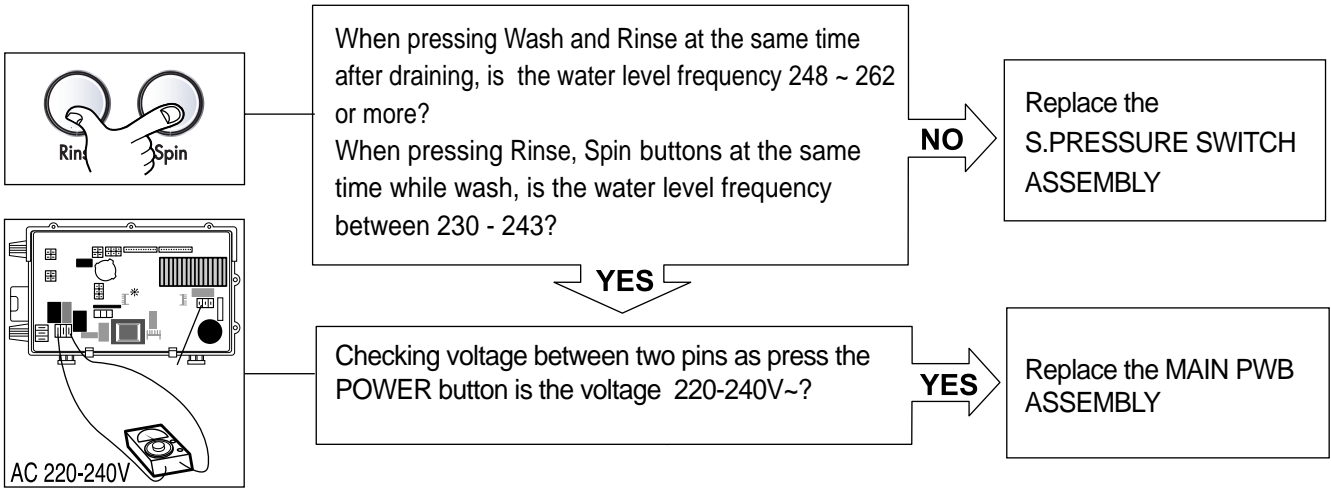 Rins
Spin
When pressing Wash and Rinse at the same time
after draining, is the water level frequency 248 ~ 262
or more?
When pressing Rinse, Spin buttons at the same
time while wash, is the water level frequency
between 230 - 243?
NO
Replace the
S.PRESSURE SWITCH
ASSEMBLY
YES
AC 220-240V
Checking voltage between two pins as press the
POWER button is the voltage 220-240V~?
YES
Replace the MAIN PWB
ASSEMBLY